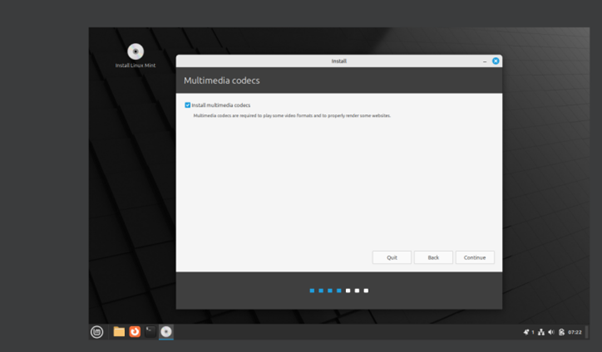 Install Linux Mint
Install
Multimedia codecs
Install multimedia codecs
Multimedia codecs are required to play some video formats and to properly render some websites.
Quit
Back
Continue
1
07:22